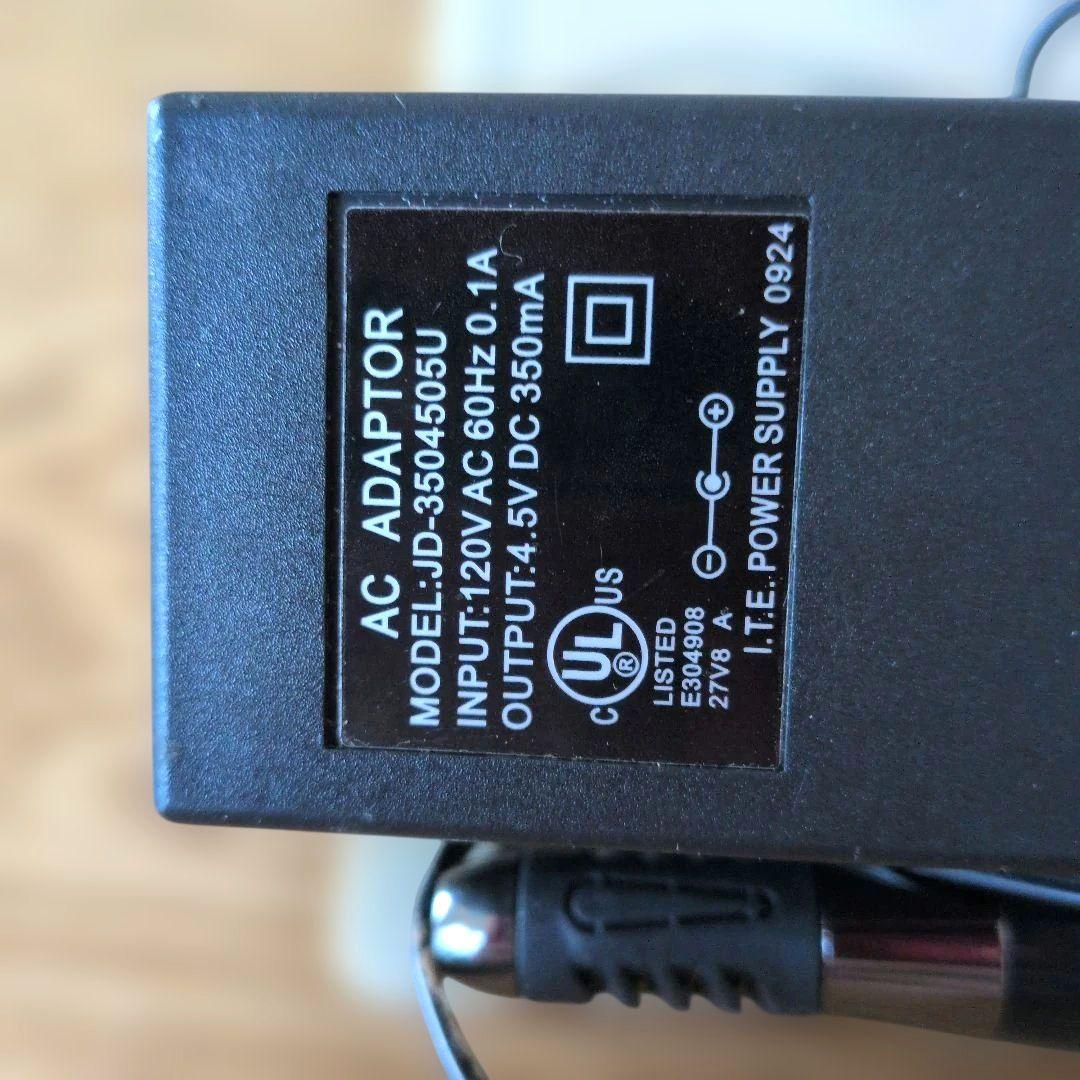 AC ADAPTOR
MODEL:JD-3504505U
INPUT:120V AC 60Hz 0.1A
OUTPUT:4.5V DC 350mA
C UL ® US
LISTED
E304908
27V8 A
I.T.E. POWER SUPPLY 0924